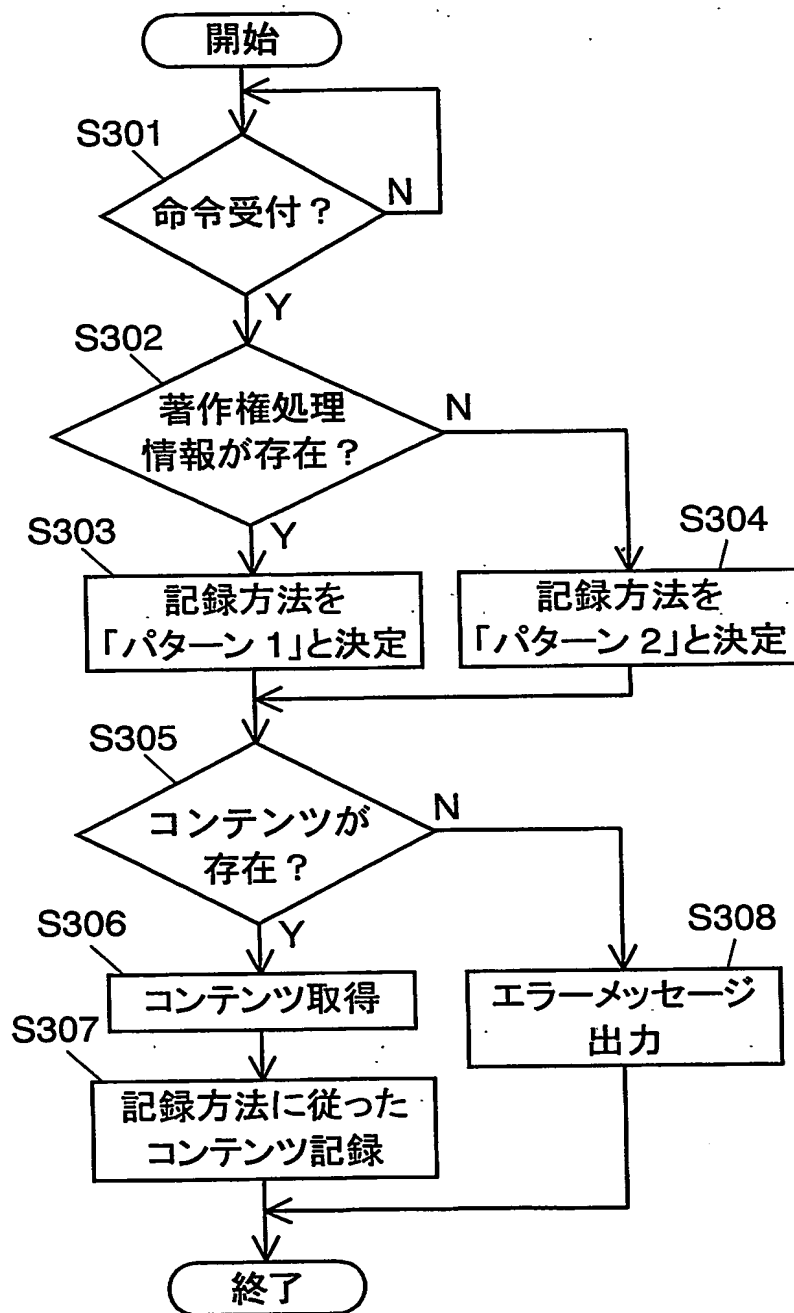 開始
S301
命令受付?
N
Y
S302
著作権処理
情報が存在?
N
Y
S303
記録方法を
「パターン1」と決定
S304
記録方法を
「パターン2」と決定
S305
コンテンツが
存在?
N
Y
S306
コンテンツ取得
S308
エラーメッセージ
出力
S307
記録方法に従った
コンテンツ記録
終了